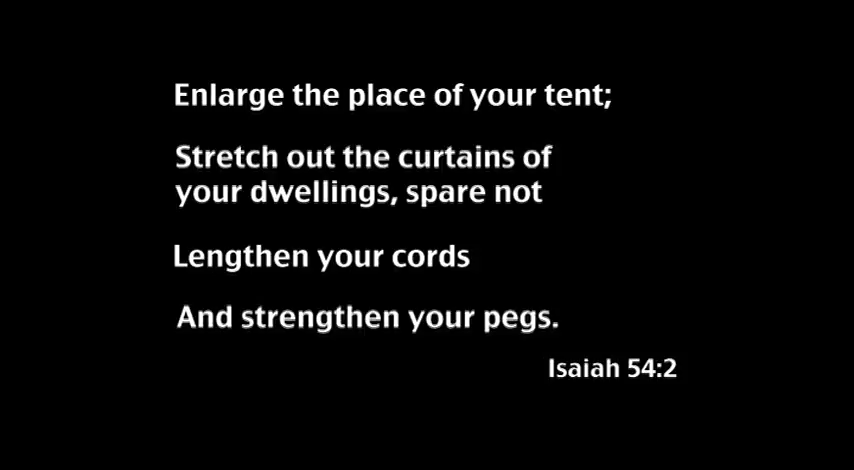 Enlarge the place of your tent;
Stretch out the curtains of
your dwellings, spare not
Lengthen your cords
And strengthen your pegs.
Isaiah 54:2